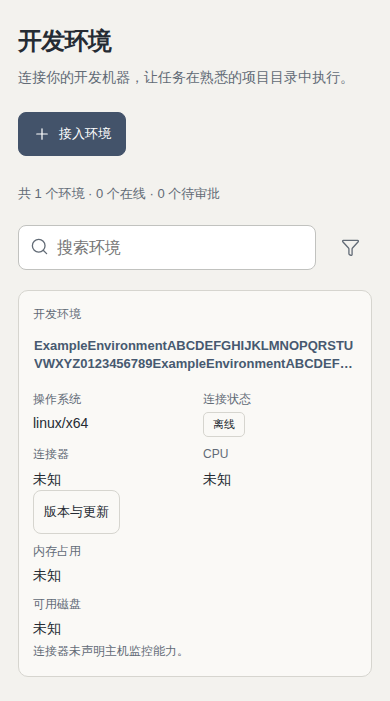 开发环境
连接你的开发机器，让任务在熟悉的项目目录中执行。
接入环境
共 1 个环境 · 0 个在线 · 0 个待审批
搜索环境
开发环境
ExampleEnvironmentABCDEFGHIJKLMNOPQRSTU
VWXYZ0123456789ExampleEnvironmentABCDEF…
操作系统
linux/x64
连接状态
离线
连接器
未知
版本与更新
CPU
未知
内存占用
未知
可用磁盘
未知
连接器未声明主机监控能力。